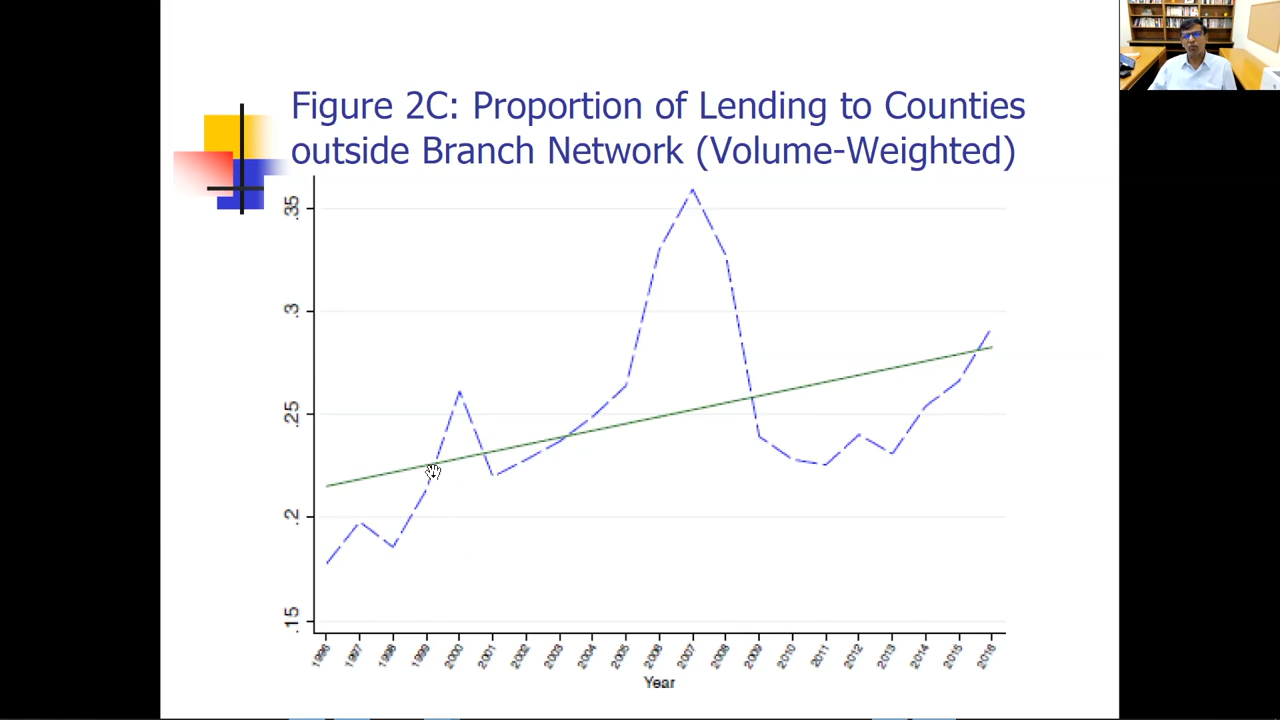 Figure 2C: Proportion of Lending to Counties
outside Branch Network (Volume-Weighted)
.35
.3
.25
.2
.15
1996 1997 1998 1999 2000 2001 2002 2003 2004 2005 2006 2007 2008 2009 2010 2011 2012 2013 2014 2015 2016
Year